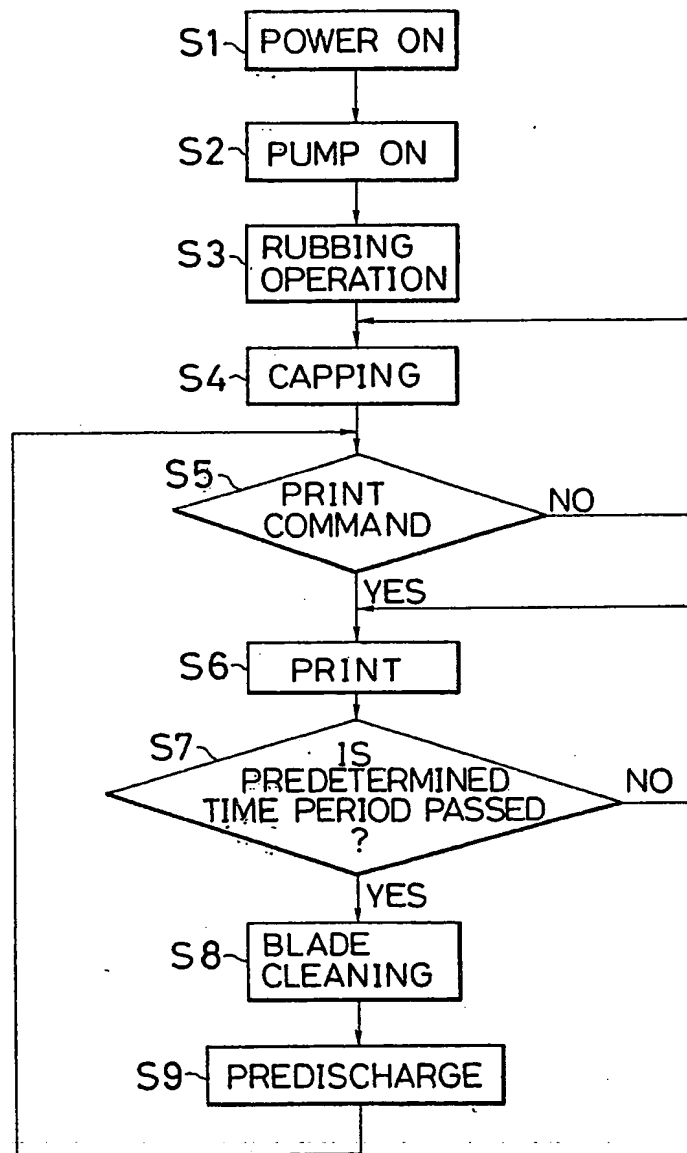 S1 POWER ON
S2 PUMP ON
S3 RUBBING
OPERATION
S4 CAPPING
S5 PRINT
COMMAND
NO
YES
S6 PRINT
S7 IS
PREDETERMINED
TIME PERIOD PASSED
?
NO
YES
S8 BLADE
CLEANING
S9 PREDISCHARGE